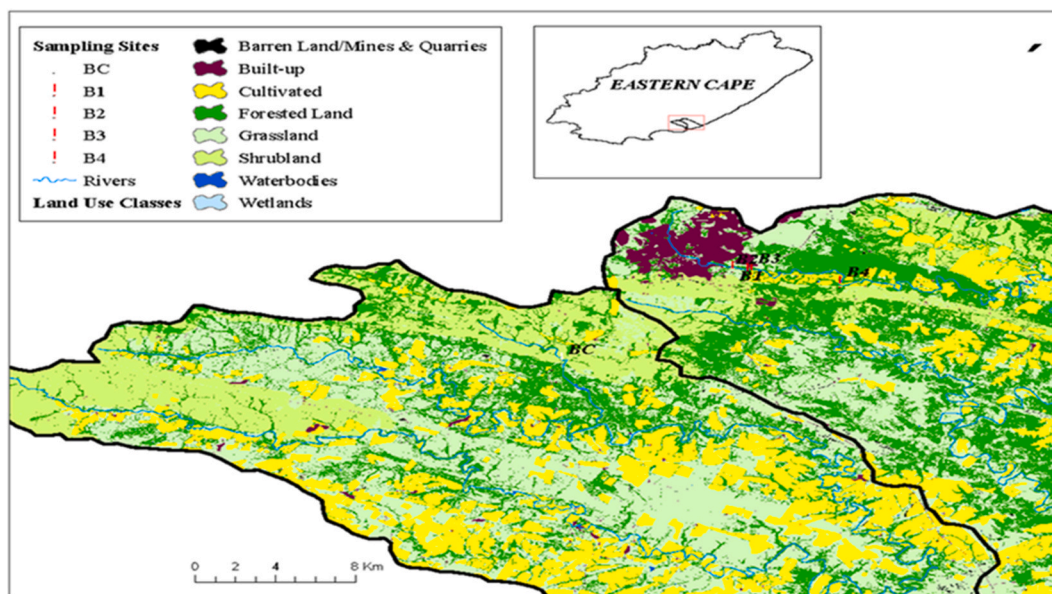 Sampling Sites
BC
B1
B2
B3
B4
Rivers
Land Use Classes
Barren Land/Mines & Quarries
Built-up
Cultivated
Forested Land
Grassland
Shrubland
Waterbodies
Wetlands
EASTERN CAPE
B2B3
B1
B4
BC
0 2 4 8 Km